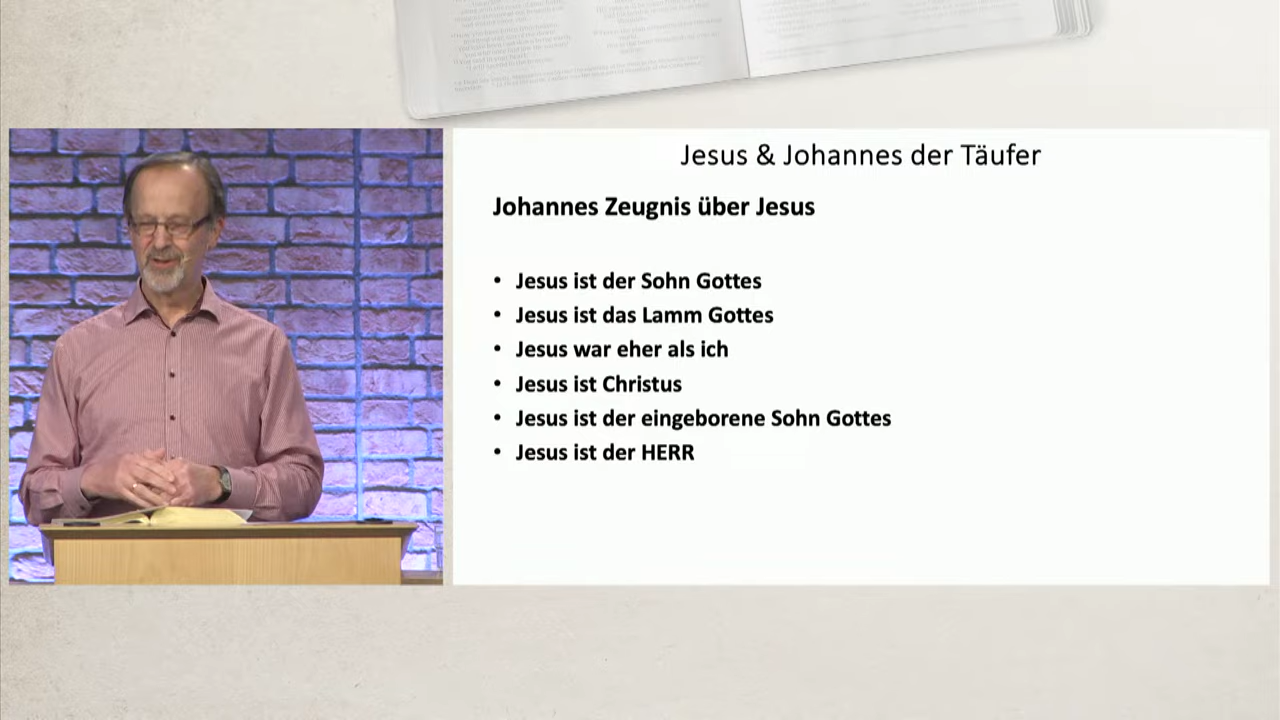 Jesus & Johannes der Täufer
Johannes Zeugnis über Jesus
• Jesus ist der Sohn Gottes
• Jesus ist das Lamm Gottes
• Jesus war eher als ich
• Jesus ist Christus
• Jesus ist der eingeborene Sohn Gottes
• Jesus ist der HERR